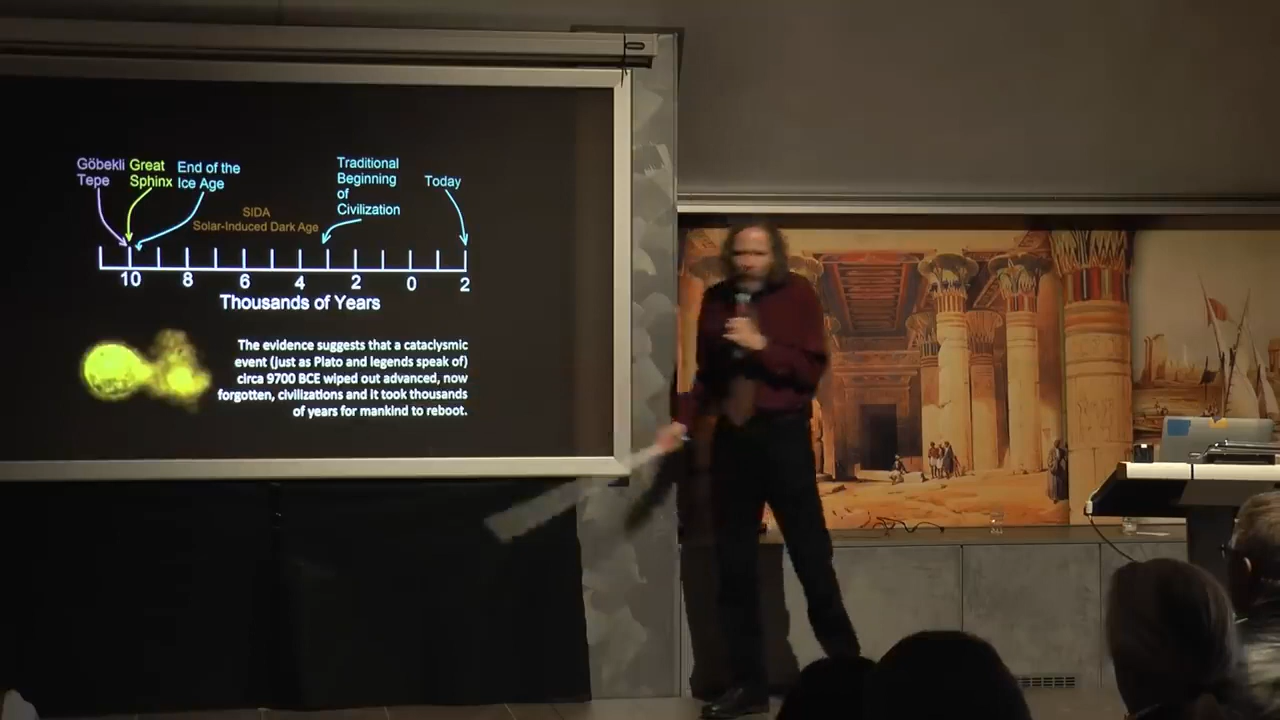 Göbekli
Tepe
Great
Sphinx
End of the
Ice Age
SIDA
Solar-Induced Dark Age
Traditional
Beginning
of
Civilization
Today
10 8 6 4 2 0 2
Thousands of Years
The evidence suggests that a cataclysmic
event (just as Plato and legends speak of)
circa 9700 BCE wiped out advanced, now
forgotten, civilizations and it took thousands
of years for mankind to reboot.